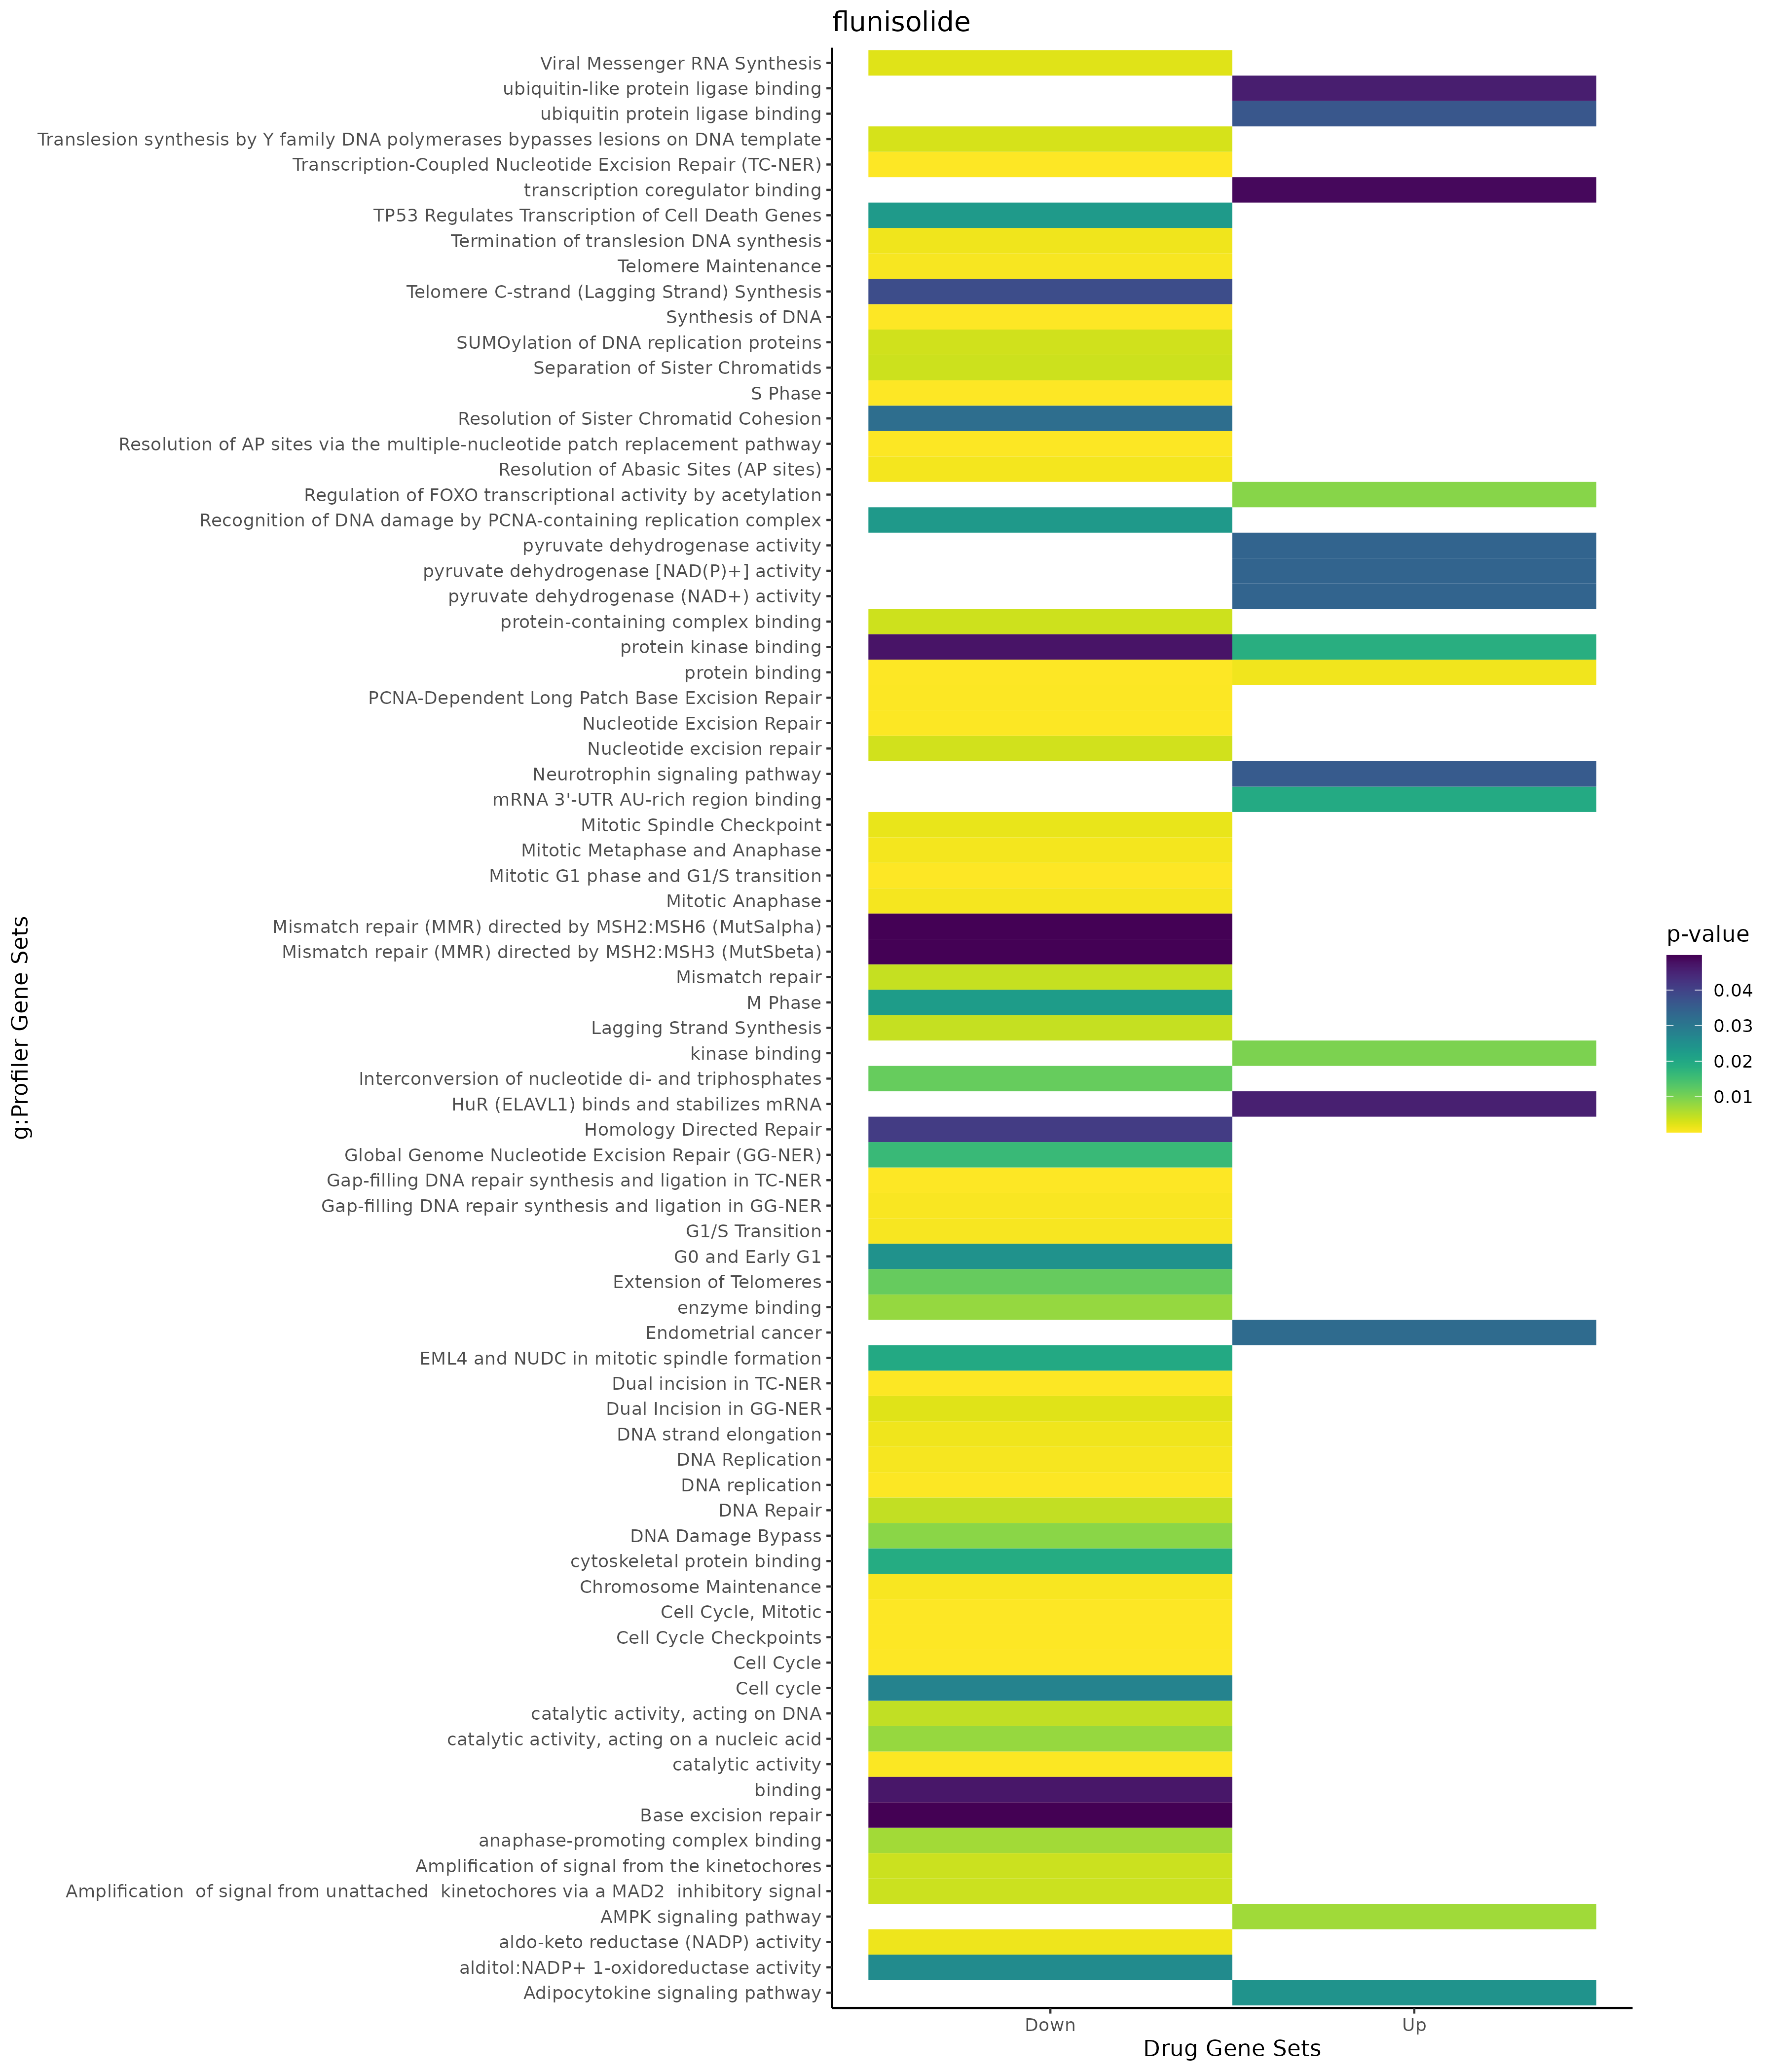 flunisolide
Viral Messenger RNA Synthesis
ubiquitin-like protein ligase binding
ubiquitin protein ligase binding
Translesion synthesis by Y family DNA polymerases bypasses lesions on DNA template
Transcription-Coupled Nucleotide Excision Repair (TC-NER)
transcription coregulator binding
TP53 Regulates Transcription of Cell Death Genes
Termination of translesion DNA synthesis
Telomere Maintenance
Telomere C-strand (Lagging Strand) Synthesis
Synthesis of DNA
SUMOylation of DNA replication proteins
Separation of Sister Chromatids
S Phase
Resolution of Sister Chromatid Cohesion
Resolution of AP sites via the multiple-nucleotide patch replacement pathway
Resolution of Abasic Sites (AP sites)
Regulation of FOXO transcriptional activity by acetylation
Recognition of DNA damage by PCNA-containing replication complex
pyruvate dehydrogenase activity
pyruvate dehydrogenase [NAD(P)+] activity
pyruvate dehydrogenase (NAD+) activity
protein-containing complex binding
protein kinase binding
protein binding
PCNA-Dependent Long Patch Base Excision Repair
Nucleotide Excision Repair
Nucleotide excision repair
Neurotrophin signaling pathway
mRNA 3'-UTR AU-rich region binding
Mitotic Spindle Checkpoint
Mitotic Metaphase and Anaphase
Mitotic G1 phase and G1/S transition
Mitotic Anaphase
Mismatch repair (MMR) directed by MSH2:MSH6 (MutSalpha)
Mismatch repair (MMR) directed by MSH2:MSH3 (MutSbeta)
Mismatch repair
M Phase
Lagging Strand Synthesis
kinase binding
Interconversion of nucleotide di- and triphosphates
HuR (ELAVL1) binds and stabilizes mRNA
Homology Directed Repair
Global Genome Nucleotide Excision Repair (GG-NER)
Gap-filling DNA repair synthesis and ligation in TC-NER
Gap-filling DNA repair synthesis and ligation in GG-NER
G1/S Transition
G0 and Early G1
Extension of Telomeres
enzyme binding
Endometrial cancer
EML4 and NUDC in mitotic spindle formation
Dual incision in TC-NER
Dual Incision in GG-NER
DNA strand elongation
DNA Replication
DNA replication
DNA Repair
DNA Damage Bypass
cytoskeletal protein binding
Chromosome Maintenance
Cell Cycle, Mitotic
Cell Cycle Checkpoints
Cell Cycle
Cell cycle
catalytic activity, acting on DNA
catalytic activity, acting on a nucleic acid
catalytic activity
binding
Base excision repair
anaphase-promoting complex binding
Amplification of signal from the kinetochores
Amplification  of signal from unattached  kinetochores via a MAD2  inhibitory signal
AMPK signaling pathway
aldo-keto reductase (NADP) activity
alditol:NADP+ 1-oxidoreductase activity
Adipocytokine signaling pathway
g:Profiler Gene Sets
Down
Up
Drug Gene Sets
p-value
0.04
0.03
0.02
0.01